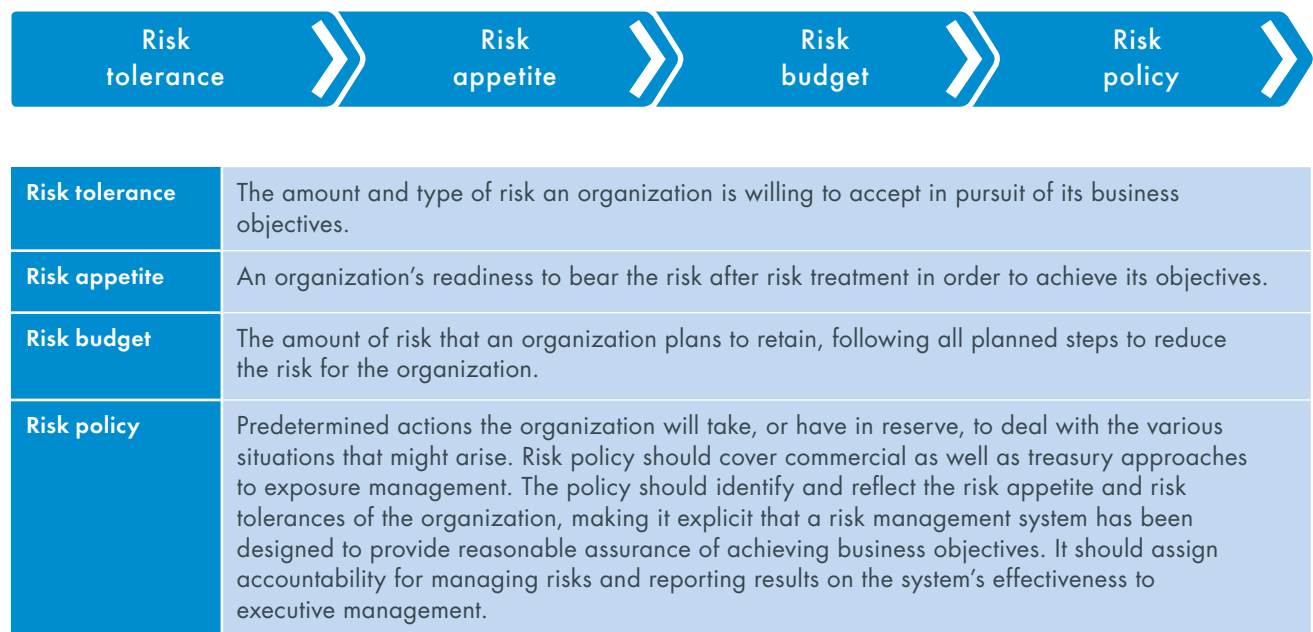 Risk
tolerance
Risk
appetite
Risk
budget
Risk
policy
Risk tolerance
The amount and type of risk an organization is willing to accept in pursuit of its business
objectives.
Risk appetite
An organization's readiness to bear the risk after risk treatment in order to achieve its objectives.
Risk budget
The amount of risk that an organization plans to retain, following all planned steps to reduce
the risk for the organization.
Risk policy
Predetermined actions the organization will take, or have in reserve, to deal with the various
situations that might arise. Risk policy should cover commercial as well as treasury approaches
to exposure management. The policy should identify and reflect the risk appetite and risk
tolerances of the organization, making it explicit that a risk management system has been
designed to provide reasonable assurance of achieving business objectives. It should assign
accountability for managing risks and reporting results on the system's effectiveness to
executive management.